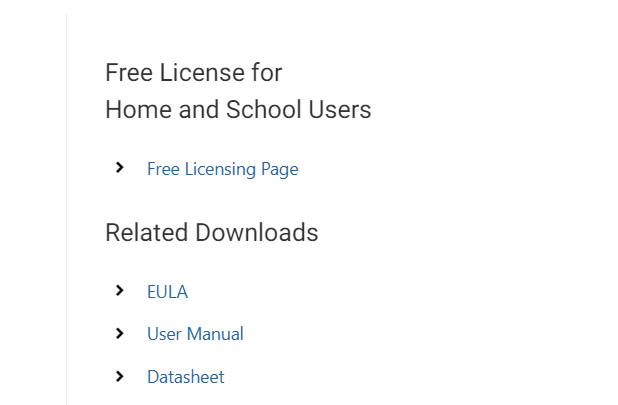 Free License for
Home and School Users
Free Licensing Page
Related Downloads
EULA
User Manual
Datasheet